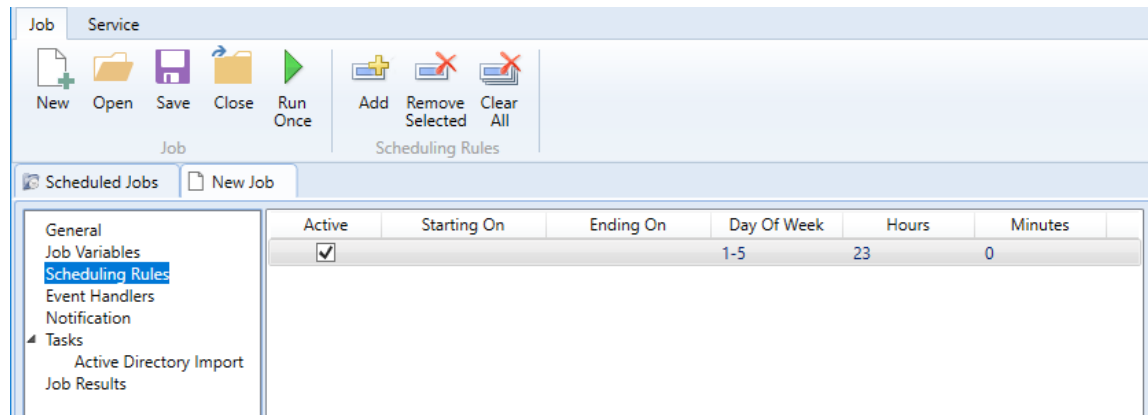 Job Service
New Open Save Close Run Once Add Remove Selected Clear All
Job Scheduling Rules
Scheduled Jobs New Job
General
Job Variables
Scheduling Rules
Event Handlers
Notification
Tasks
Active Directory Import
Job Results
Active Starting On Ending On Day Of Week Hours Minutes
1-5 23 0